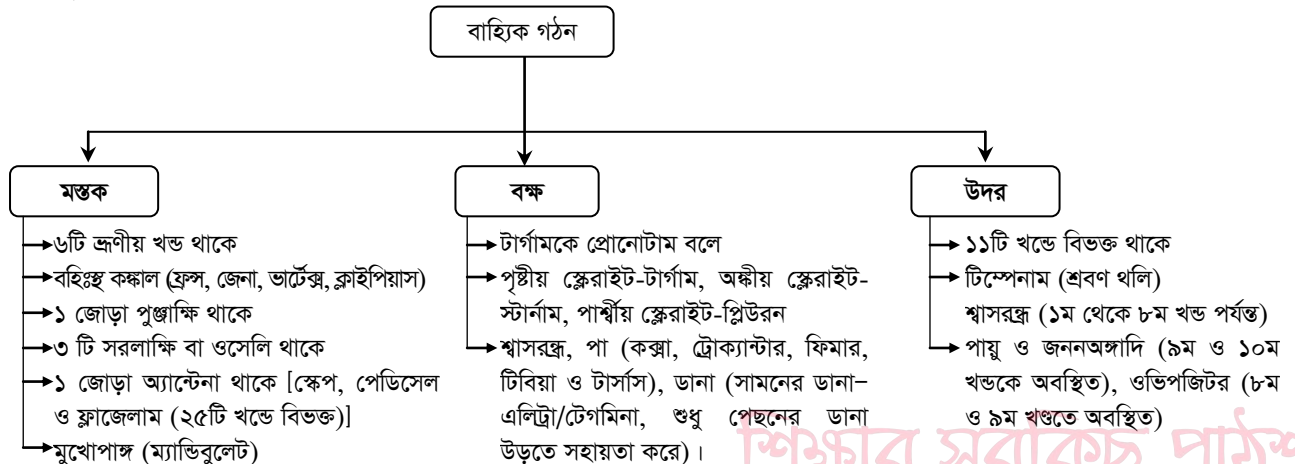 বাহ্যিক গঠন
মস্তক
৬টি ভ্রূণীয় খন্ড থাকে
বহিঃস্থ কঙ্কাল (ফ্রন্স, জেনা, ভার্টেক্স, ক্লাইপিয়াস)
১ জোড়া পুঞ্জাক্ষি থাকে
৩ টি সরলাক্ষি বা ওসেলি থাকে
১ জোড়া অ্যান্টেনা থাকে [স্কেপ, পেডিসেল
ও ফ্লাজেলাম (২৫টি খন্ডে বিভক্ত)]
মুখোপাঙ্গ (ম্যান্ডিবুলেট)
বক্ষ
টার্গামকে প্রোনোটাম বলে
পৃষ্টীয় স্ক্লেরাইট-টার্গাম, অঙ্কীয় স্ক্লেরাইট-
স্টার্নাম, পার্শ্বীয় স্ক্লেরাইট-প্লিউরন
শ্বাসরন্ধ্র, পা (কক্সা, ট্রোক্যান্টার, ফিমার,
টিবিয়া ও টার্সাস), ডানা (সামনের ডানা–
এলিট্রা/টেগমিনা, শুধু পেছনের ডানা
উড়তে সহায়তা করে)।
উদর
১১টি খন্ডে বিভক্ত থাকে
টিম্পেনাম (শ্রবণ থলি)
শ্বাসরন্ধ্র (১ম থেকে ৮ম খন্ড পর্যন্ত)
পায়ু ও জননঅঙ্গাদি (৯ম ও ১০ম
খন্ডকে অবস্থিত), ওভিপজিটর (৮ম
ও ৯ম খণ্ডতে অবস্থিত)